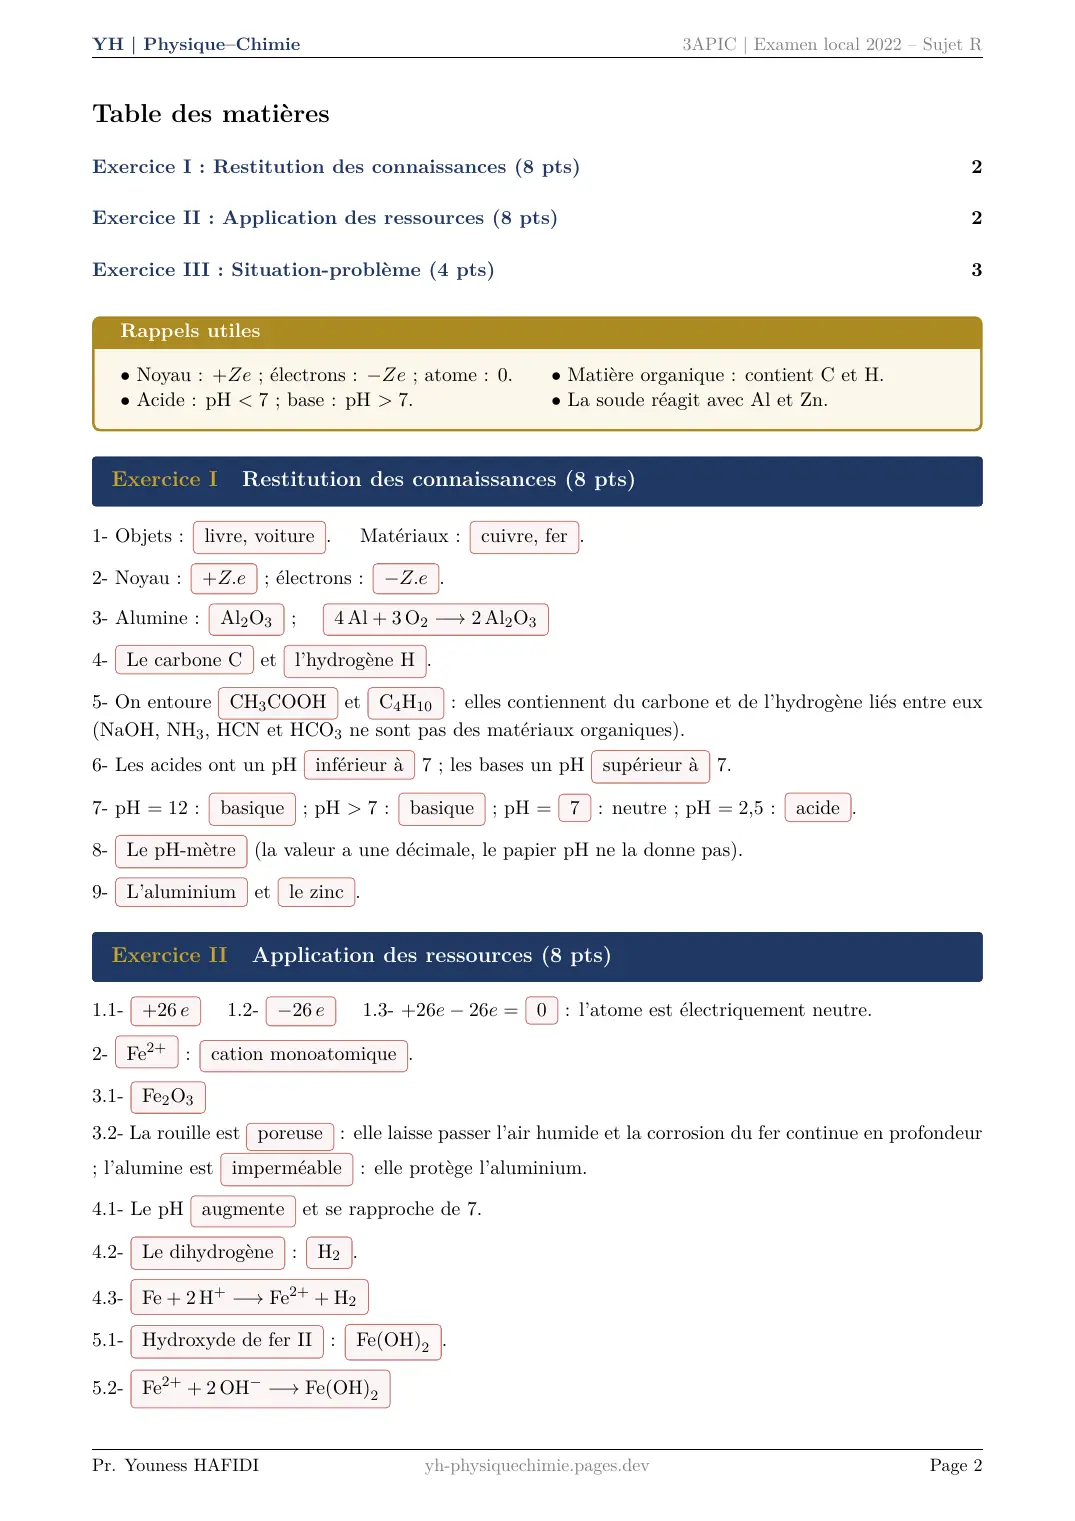 YH | Physique–Chimie
3APIC | Examen local 2022 – Sujet R
Table des matières
Exercice I : Restitution des connaissances (8 pts) 2
Exercice II : Application des ressources (8 pts) 2
Exercice III : Situation-problème (4 pts) 3
Rappels utiles
• Noyau : +Ze ; électrons : −Ze ; atome : 0.
• Acide : pH < 7 ; base : pH > 7.
• Matière organique : contient C et H.
• La soude réagit avec Al et Zn.
Exercice I Restitution des connaissances (8 pts)
1- Objets : livre, voiture . Matériaux : cuivre, fer .
2- Noyau : +Z.e ; électrons : −Z.e .
3- Alumine : Al₂O₃ ; 4 Al + 3 O₂ ⟶ 2 Al₂O₃
4- Le carbone C et l'hydrogène H .
5- On entoure CH₃COOH et C₄H₁₀ : elles contiennent du carbone et de l'hydrogène liés entre eux
(NaOH, NH₃, HCN et HCO₃ ne sont pas des matériaux organiques).
6- Les acides ont un pH inférieur à 7 ; les bases un pH supérieur à 7.
7- pH = 12 : basique ; pH > 7 : basique ; pH = 7 : neutre ; pH = 2,5 : acide .
8- Le pH-mètre (la valeur a une décimale, le papier pH ne la donne pas).
9- L'aluminium et le zinc .
Exercice II Application des ressources (8 pts)
1.1- +26 e 1.2- −26 e 1.3- +26e − 26e = 0 : l'atome est électriquement neutre.
2- Fe²⁺ : cation monoatomique .
3.1- Fe₂O₃
3.2- La rouille est poreuse : elle laisse passer l'air humide et la corrosion du fer continue en profondeur
; l'alumine est imperméable : elle protège l'aluminium.
4.1- Le pH augmente et se rapproche de 7.
4.2- Le dihydrogène : H₂ .
4.3- Fe + 2 H⁺ ⟶ Fe²⁺ + H₂
5.1- Hydroxyde de fer II : Fe(OH)₂ .
5.2- Fe²⁺ + 2 OH⁻ ⟶ Fe(OH)₂
Pr. Youness HAFIDI
yh-physiquechimie.pages.dev
Page 2